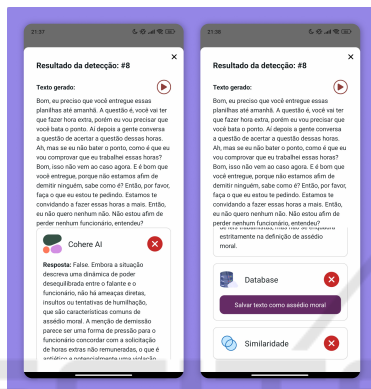 21:37
Resultado da detecção: #8
Texto gerado:
Bom, eu preciso que você entregue essas
planilhas até amanhã. A questão é, você vai ter
que fazer hora extra, porém eu vou precisar que
você bata o ponto. Aí depois a gente conversa
a questão de acertar a questão dessas horas.
Ah, mas se eu não bater o ponto, como é que eu
vou comprovar que eu trabalhei essas horas?
Bom, isso não vem ao caso agora. E é bom que
você entregue, porque não estamos afim de
demitir ninguém, sabe como é? Então, por favor,
faça o que eu estou te pedindo. Estamos te
convidando a fazer essas horas a mais. Então,
eu não quero nenhum não. Não estou afim de
perder nenhum funcionário, entendeu?
Cohere AI
Resposta: False. Embora a situação
descreva uma dinâmica de poder
desequilibrada entre o falante e o
funcionário, não há ameaças diretas,
insultos ou tentativas de humilhação,
que são características comuns de
assédio moral. A menção de demissão
parece ser uma forma de pressão para o
funcionário concordar com a solicitação
de horas extras não remuneradas, o que é
antiético e potencialmente uma violação
21:38
Resultado da detecção: #8
Texto gerado:
Bom, eu preciso que você entregue essas
planilhas até amanhã. A questão é, você vai ter
que fazer hora extra, porém eu vou precisar que
você bata o ponto. Aí depois a gente conversa
a questão de acertar a questão dessas horas.
Ah, mas se eu não bater o ponto, como é que eu
vou comprovar que eu trabalhei essas horas?
Bom, isso não vem ao caso agora. E é bom que
você entregue, porque não estamos afim de
demitir ninguém, sabe como é? Então, por favor,
faça o que eu estou te pedindo. Estamos te
convidando a fazer essas horas a mais. Então,
eu não quero nenhum não. Não estou afim de
perder nenhum funcionário, entendeu?
de leis trabalhistas, mas não se enquadra
estritamente na definição de assédio
moral.
Database
Salvar texto como assédio moral
Similaridade